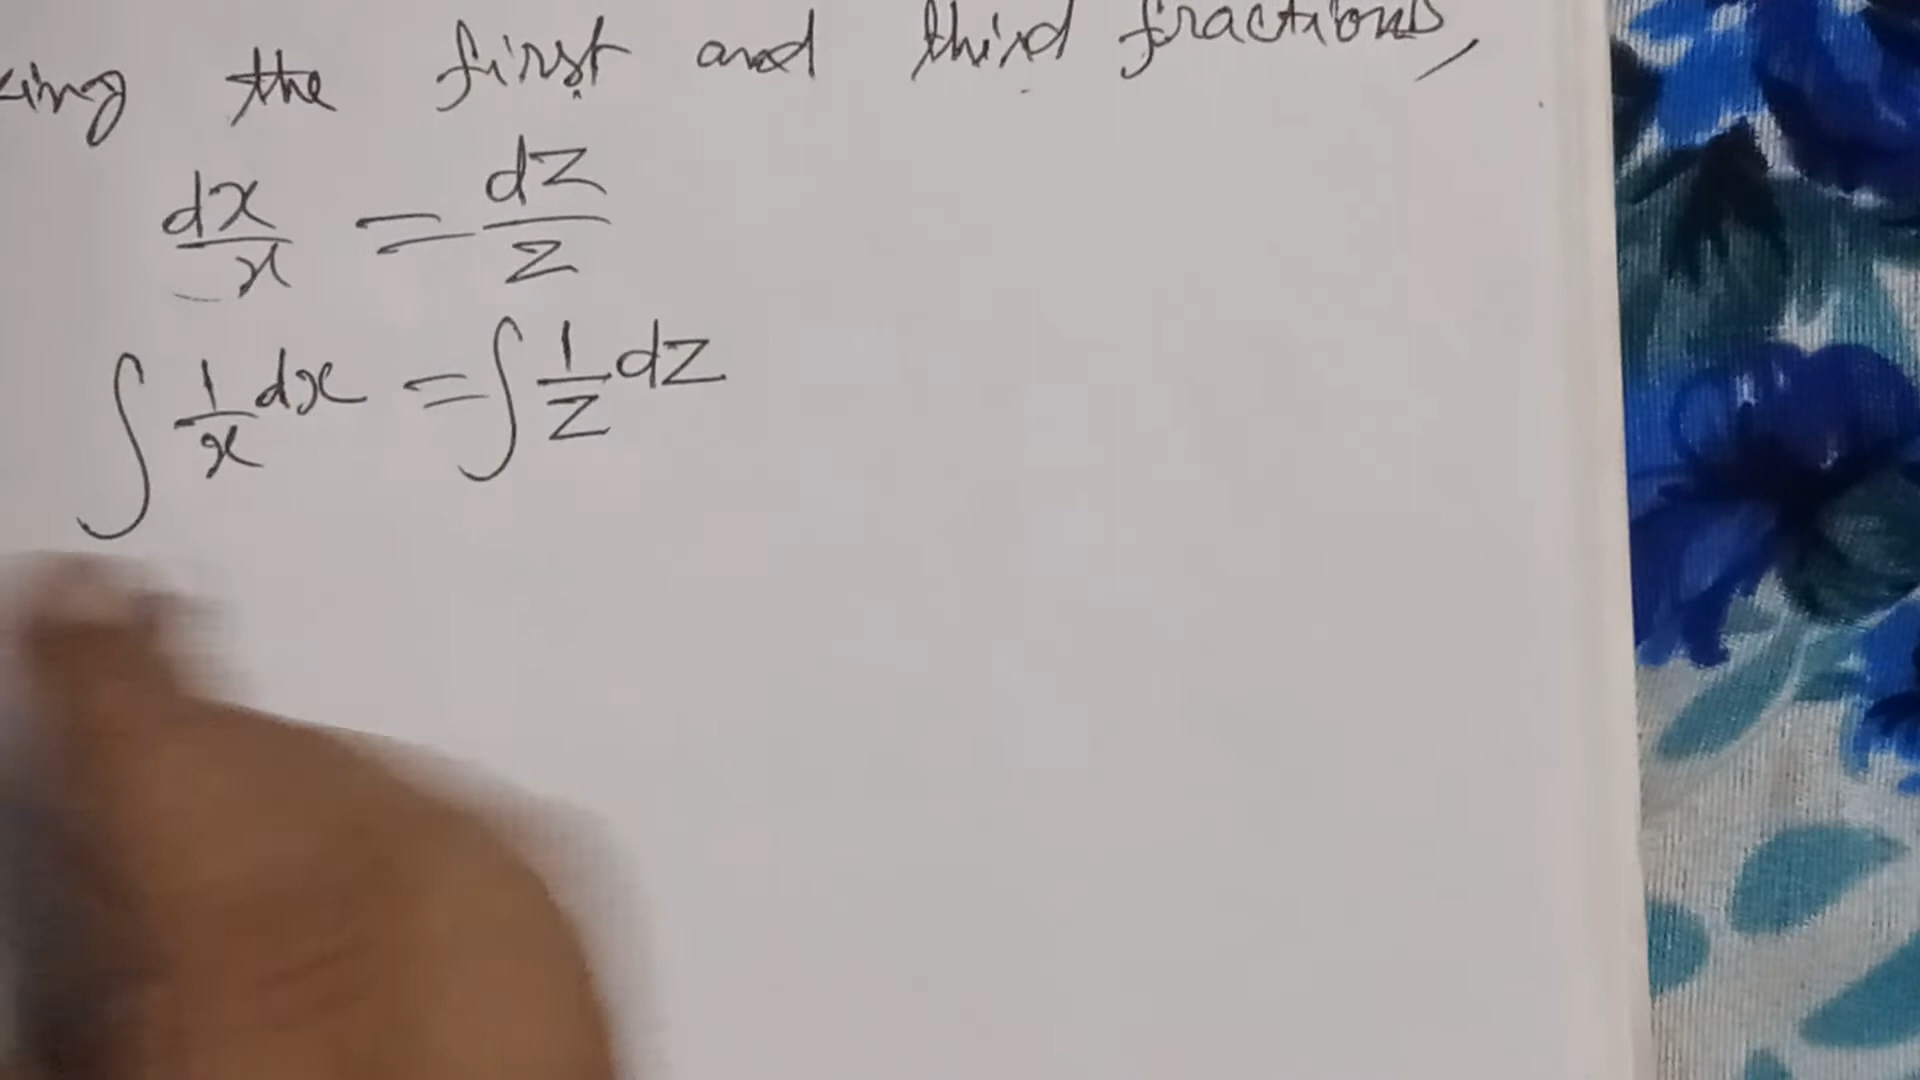 the first and third fractions,
dx/x = dz/z
∫ 1/x dx = ∫ 1/z dz